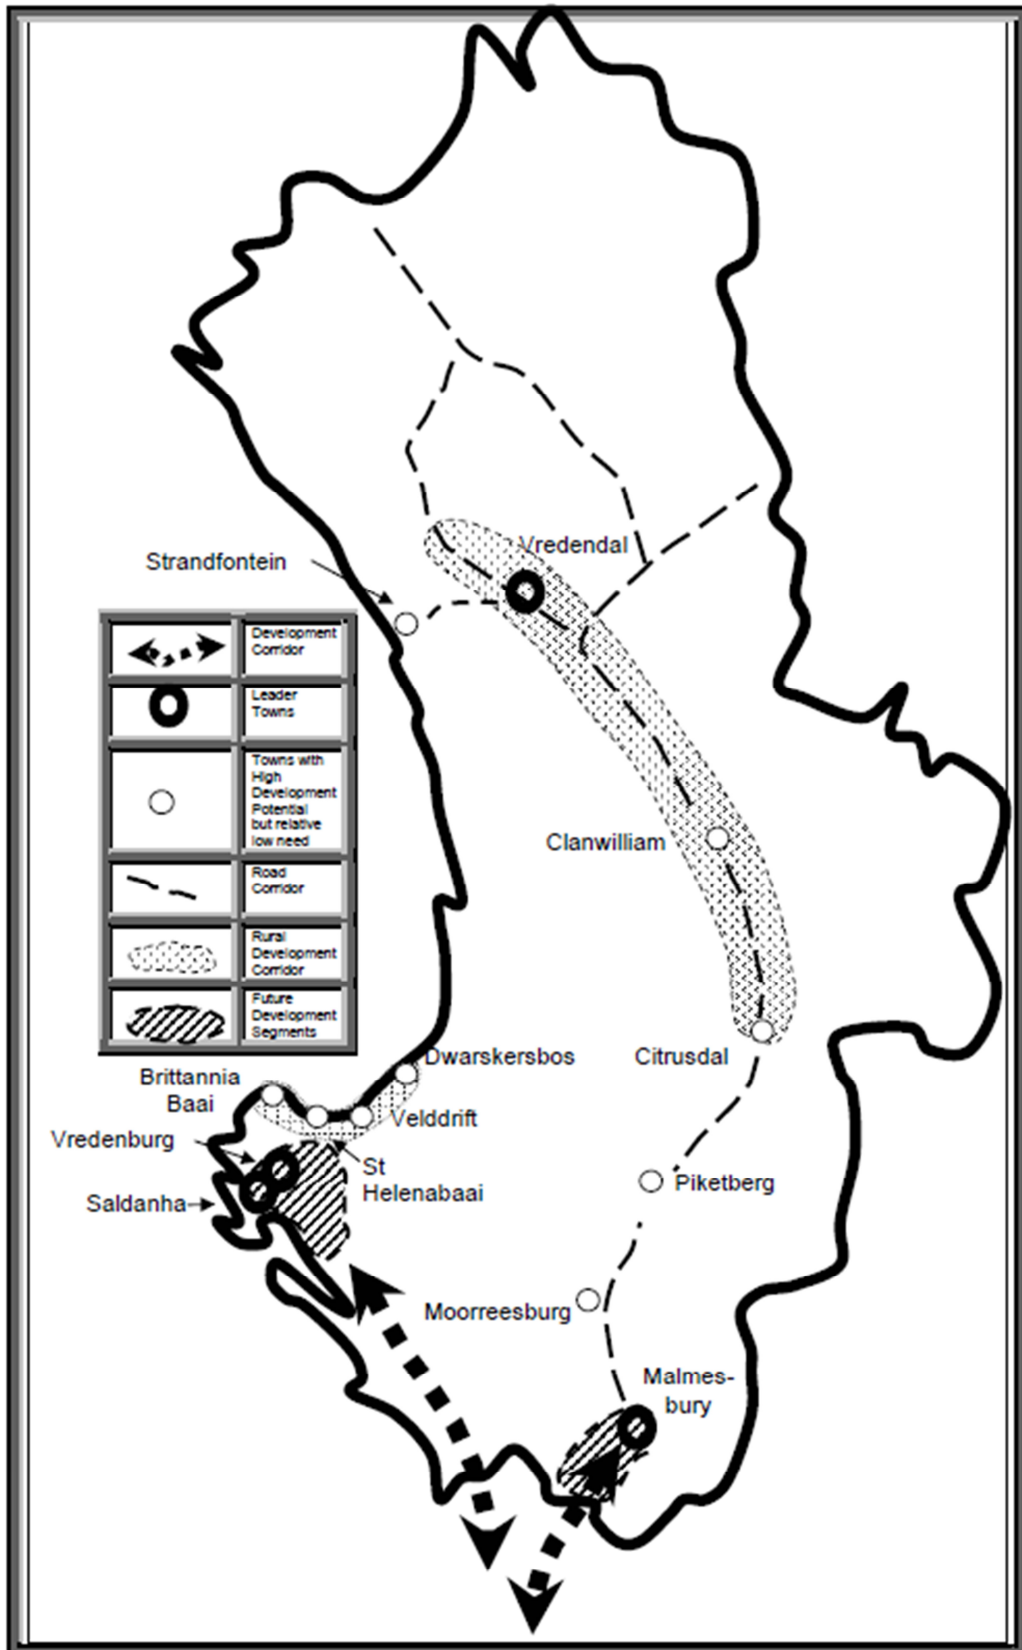 Vredendal
Strandfontein
Development
Corridor
Leader
Towns
Towns with
High
Development
Potential
but relative
low need
Road
Corridor
Rural
Development
Corridor
Future
Development
Segments
Clanwilliam
Citrusdal
Dwarskersbos
Brittannia
Baai
Velddrift
Vredenburg
St
Helenabaai
Saldanha
Piketberg
Moorreesburg
Malmes-
bury